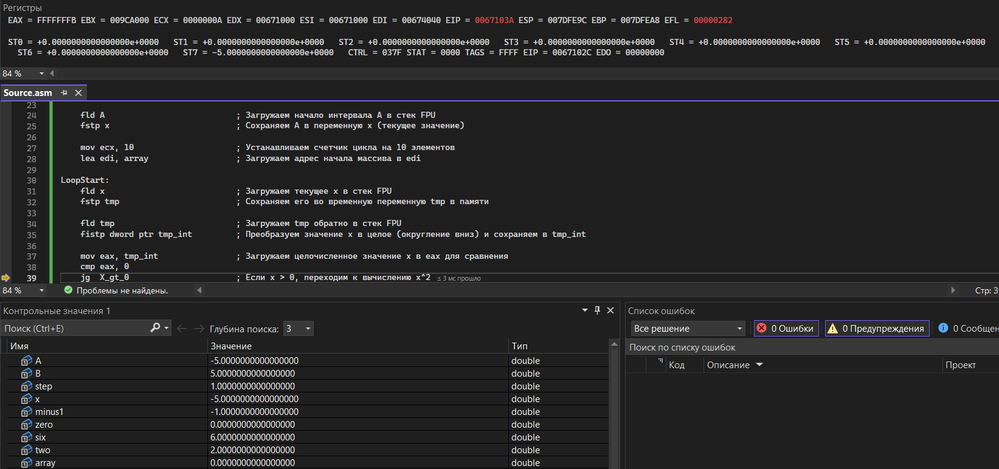 Регистры
EAX = FFFFFFFB EBX = 009CA000 ECX = 0000000A EDX = 00671000 ESI = 00671000 EDI = 00674040 EIP = 0067103A ESP = 007DFE9C EBP = 007DFEA8 EFL = 00000282
ST0 = +0.0000000000000000e+0000 ST1 = +0.0000000000000000e+0000 ST2 = +0.0000000000000000e+0000 ST3 = +0.0000000000000000e+0000 ST4 = +0.0000000000000000e+0000 ST5 = +0.0000000000000000e+0000
ST6 = +0.0000000000000000e+0000 ST7 = -5.0000000000000000e+0000 CTRL = 037F STAT = 0000 TAGS = FFFF EIP = 0067102C EDO = 00000000
84 %
Source.asm
23
24 fld A ; Загружаем начало интервала A в стек FPU
25 fstp x ; Сохраняем A в переменную x (текущее значение)
26
27 mov ecx, 10 ; Устанавливаем счетчик цикла на 10 элементов
28 lea edi, array ; Загружаем адрес начала массива в edi
29
30 LoopStart:
31 fld x ; Загружаем текущее x в стек FPU
32 fstp tmp ; Сохраняем его во временную переменную tmp в памяти
33
34 fld tmp ; Загружаем tmp обратно в стек FPU
35 fistp dword ptr tmp_int ; Преобразуем значение x в целое (округление вниз) и сохраняем в tmp_int
36
37 mov eax, tmp_int ; Загружаем целочисленное значение x в eax для сравнения
38 cmp eax, 0
39 jg X_gt_0 ; Если x > 0, переходим к вычислению x^2 ≤ 3 мс прошло
84 % Проблемы не найдены. Стр: 3
Контрольные значения 1
Поиск (Ctrl+E) Глубина поиска: 3
Имя Значение Тип
A -5.0000000000000000 double
B 5.0000000000000000 double
step 1.0000000000000000 double
x -5.0000000000000000 double
minus1 -1.0000000000000000 double
zero 0.0000000000000000 double
six 6.0000000000000000 double
two 2.0000000000000000 double
array 0.0000000000000000 double
Список ошибок
Все решение 0 Ошибки 0 Предупреждения 0 Сообщен
Поиск по списку ошибок
Код Описание Проект